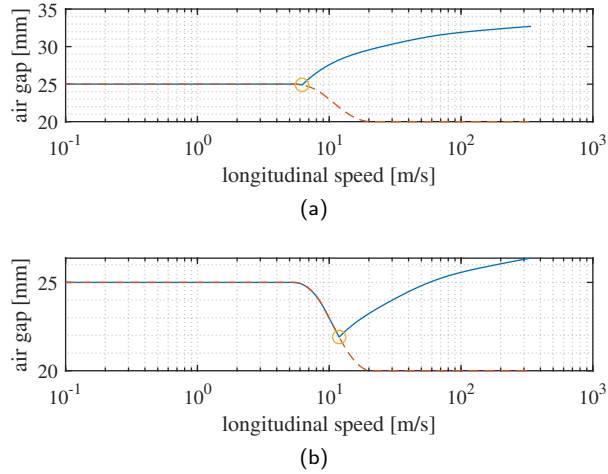 35
30
25
20
air gap [mm]
10^-1 10^0 10^1 10^2 10^3
longitudinal speed [m/s]
(a)
25
20
air gap [mm]
10^-1 10^0 10^1 10^2 10^3
longitudinal speed [m/s]
(b)